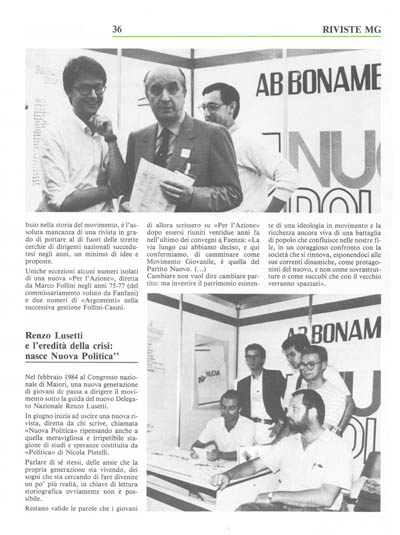 36
RIVISTE MG
AB BONAME
NU
POL
buio nella storia del movimento, è l'as-
soluta mancanza di una rivista in gra-
do di portare al di fuori delle strette
cerchie di dirigenti nazionali succedu-
tesi negli anni, un minimo di idee e
proposte.
Uniche eccezioni alcuni numeri isolati
di una nuova «Per l'Azione», diretta
da Marco Follini negli anni 75-77 (del
commissariamento voluto da Fanfani)
e due numeri di «Argomenti» nella
successiva gestione Follini-Casini.
Renzo Lusetti
e l'eredità della crisi:
nasce Nuova Politica''
Nel febbraio 1984 al Congresso nazio-
nale di Maiori, una nuova generazione
di giovani dc passa a dirigere il movi-
mento sotto la guida del nuovo Delega-
to Nazionale Renzo Lusetti.
In giugno inizia ad uscire una nuova ri-
vista, diretta da chi scrive, chiamata
«Nuova Politica» ripensando anche a
quella meravigliosa e irripetibile sta-
gione di studi e speranze costituita da
«Politica» di Nicola Pistelli.
Parlare di sé stessi, delle ansie che la
propria generazione sta vivendo, dei
sogni che sta cercando di fare divenire
un po' più realtà, in chiave di lettura
storiografica ovviamente non è pos-
sibile.
Restano valide le parole che i giovani
di allora scrissero su «Per l'Azione»
dopo essersi riuniti ventidue anni fa
nell'ultimo dei convegni a Faenza: «La
via lungo cui abbiamo deciso, e qui
confermiamo, di camminare come
Movimento Giovanile, è quella del
Partito Nuovo. (...)
Cambiare non vuol dire cambiare par-
tito: ma investire il patrimonio esisten-
te di una ideologia in movimento e la
ricchezza ancora viva di una battaglia
di popolo che confluisce nelle nostre fi-
le, in un coraggioso confronto con la
società che si rinnova, esponendoci alle
sue correnti dinamiche, come protago-
nisti del nuovo, e non come sovrastrut-
ture o come succubi che con il vecchio
verranno spazzati».
AB BONAM
NUOVA